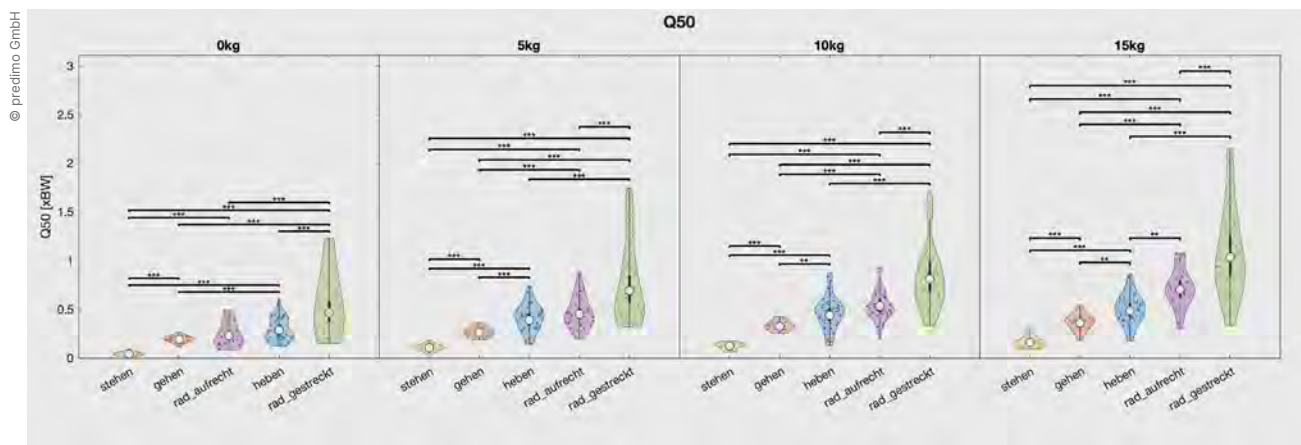 © predimo GmbH
Q50
0kg 5kg 10kg 15kg
Q50 [xBW]
3
2.5
2
1.5
1
0.5
0
*** *** *** *** *** *** *** ***
*** *** *** *** *** *** *** *** ***
*** *** *** *** *** *** *** ** ***
*** *** *** *** *** *** *** *** ** **
stehen gehen rad_aufrecht heben rad_gestreckt
stehen gehen heben rad_aufrecht rad_gestreckt
stehen gehen heben rad_aufrecht rad_gestreckt
stehen gehen heben rad_aufrecht rad_gestreckt